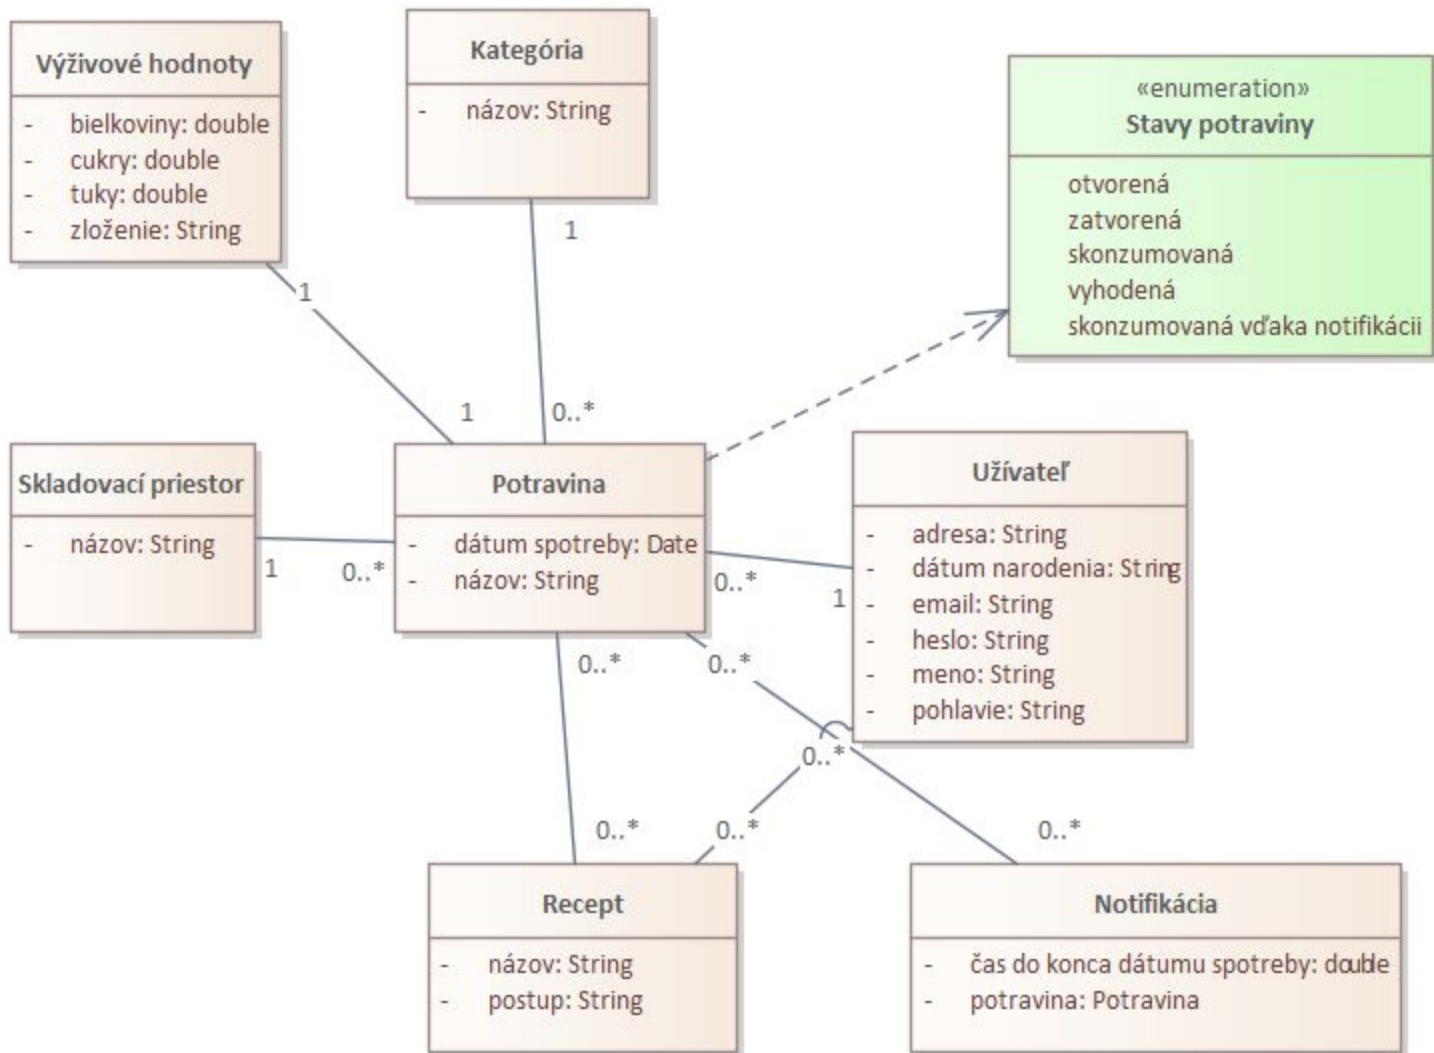 Výživové hodnoty
- bielkoviny: double
- cukry: double
- tuky: double
- zloženie: String
Kategória
- názov: String
«enumeration»
Stavy potraviny
otvorená
zatvorená
skonzumovaná
vyhodená
skonzumovaná vďaka notifikácii
1
1
1
0..*
Skladovací priestor
- názov: String
1
0..*
Potravina
- dátum spotreby: Date
- názov: String
0..*
1
Užívateľ
- adresa: String
- dátum narodenia: String
- email: String
- heslo: String
- meno: String
- pohlavie: String
0..*
0..*
0..*
0..*
0..*
0..*
Recept
- názov: String
- postup: String
Notifikácia
- čas do konca dátumu spotreby: double
- potravina: Potravina